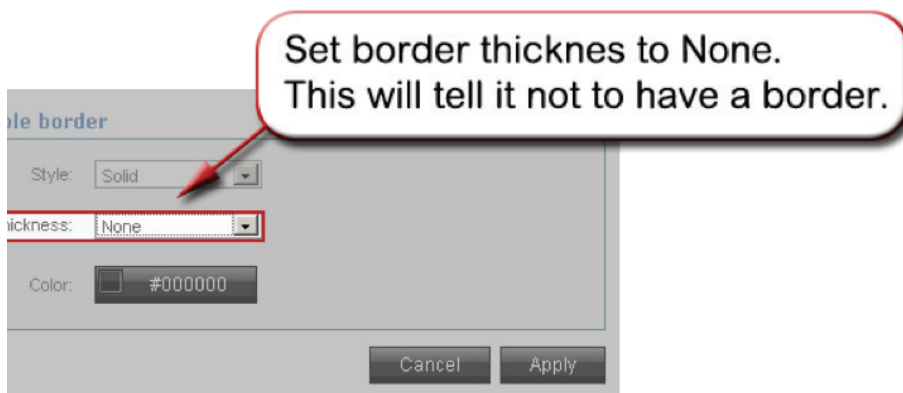 Set border thicknes to None.
This will tell it not to have a border.
ble border
Style: Solid
hickness: None
Color: #000000
Cancel Apply